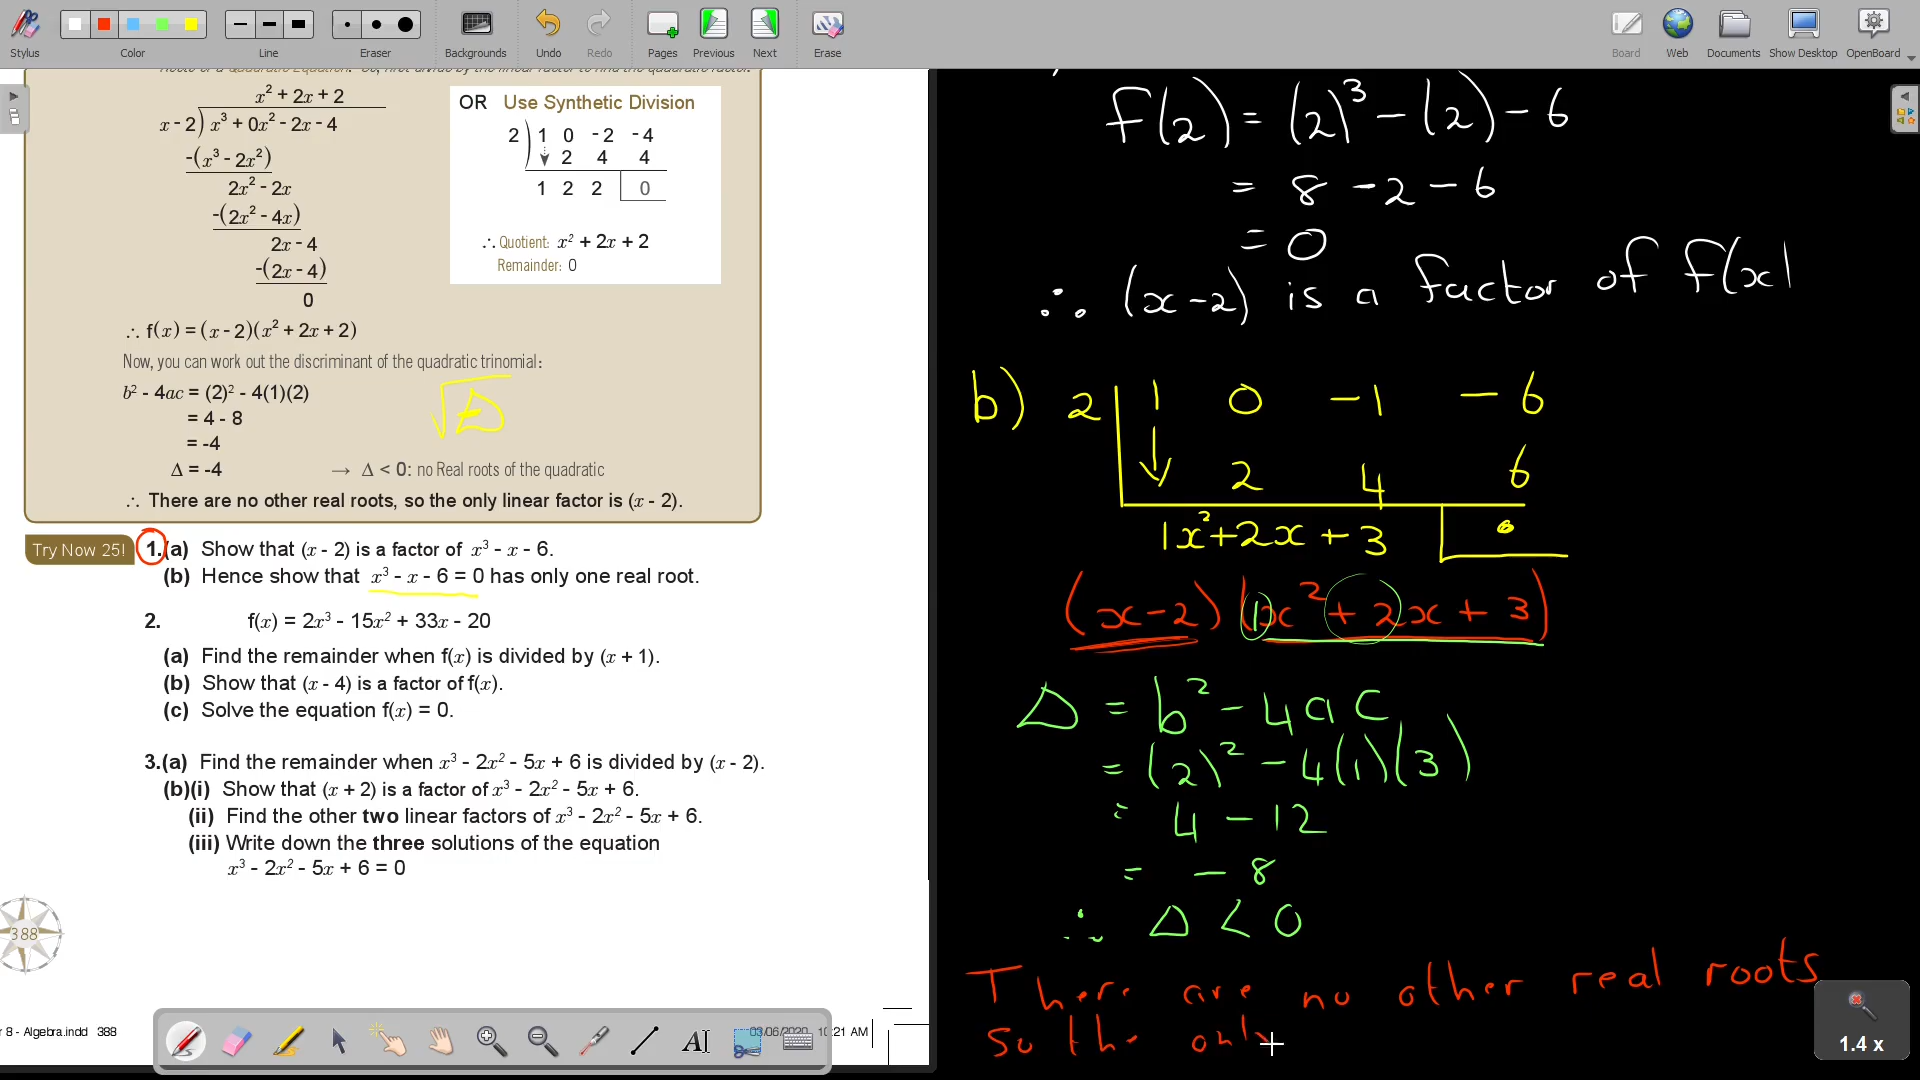 Stylus
Color
Line
Eraser
Backgrounds
Undo
Redo
Pages
Previous
Next
Erase
Board
Web
Documents
Show Desktop
OpenBoard
x² + 2x + 2
x - 2)x³ + 0x² - 2x - 4
-(x³ - 2x²)
2x² - 2x
-(2x² - 4x)
2x - 4
-(2x - 4)
0
OR Use Synthetic Division
2 1 0 -2 -4
2 4 4
1 2 2 0
∴ Quotient: x² + 2x + 2
Remainder: 0
∴ f(x) = (x - 2)(x² + 2x + 2)
Now, you can work out the discriminant of the quadratic trinomial:
b² - 4ac = (2)² - 4(1)(2)
= 4 - 8
= -4
Δ = -4 → Δ < 0: no Real roots of the quadratic
∴ There are no other real roots, so the only linear factor is (x - 2).
Try Now 25!
1.(a) Show that (x - 2) is a factor of x³ - x - 6.
(b) Hence show that x³ - x - 6 = 0 has only one real root.
2. f(x) = 2x³ - 15x² + 33x - 20
(a) Find the remainder when f(x) is divided by (x + 1).
(b) Show that (x - 4) is a factor of f(x).
(c) Solve the equation f(x) = 0.
3.(a) Find the remainder when x³ - 2x² - 5x + 6 is divided by (x - 2).
(b)(i) Show that (x + 2) is a factor of x³ - 2x² - 5x + 6.
(ii) Find the other two linear factors of x³ - 2x² - 5x + 6.
(iii) Write down the three solutions of the equation
x³ - 2x² - 5x + 6 = 0
388
8 - Algebra.indd 388
03/06/2020 10:21 AM
f(2) = (2)³ - (2) - 6
= 8 - 2 - 6
= 0
∴ (x-2) is a factor of f(x)
b) 2 1 0 -1 -6
2 4 6
1x²+2x + 3 0
(x-2)(1x²+2x+3)
Δ = b² - 4ac
= (2)² - 4(1)(3)
= 4 - 12
= -8
∴ Δ < 0
There are no other real roots
So the only
1.4 x